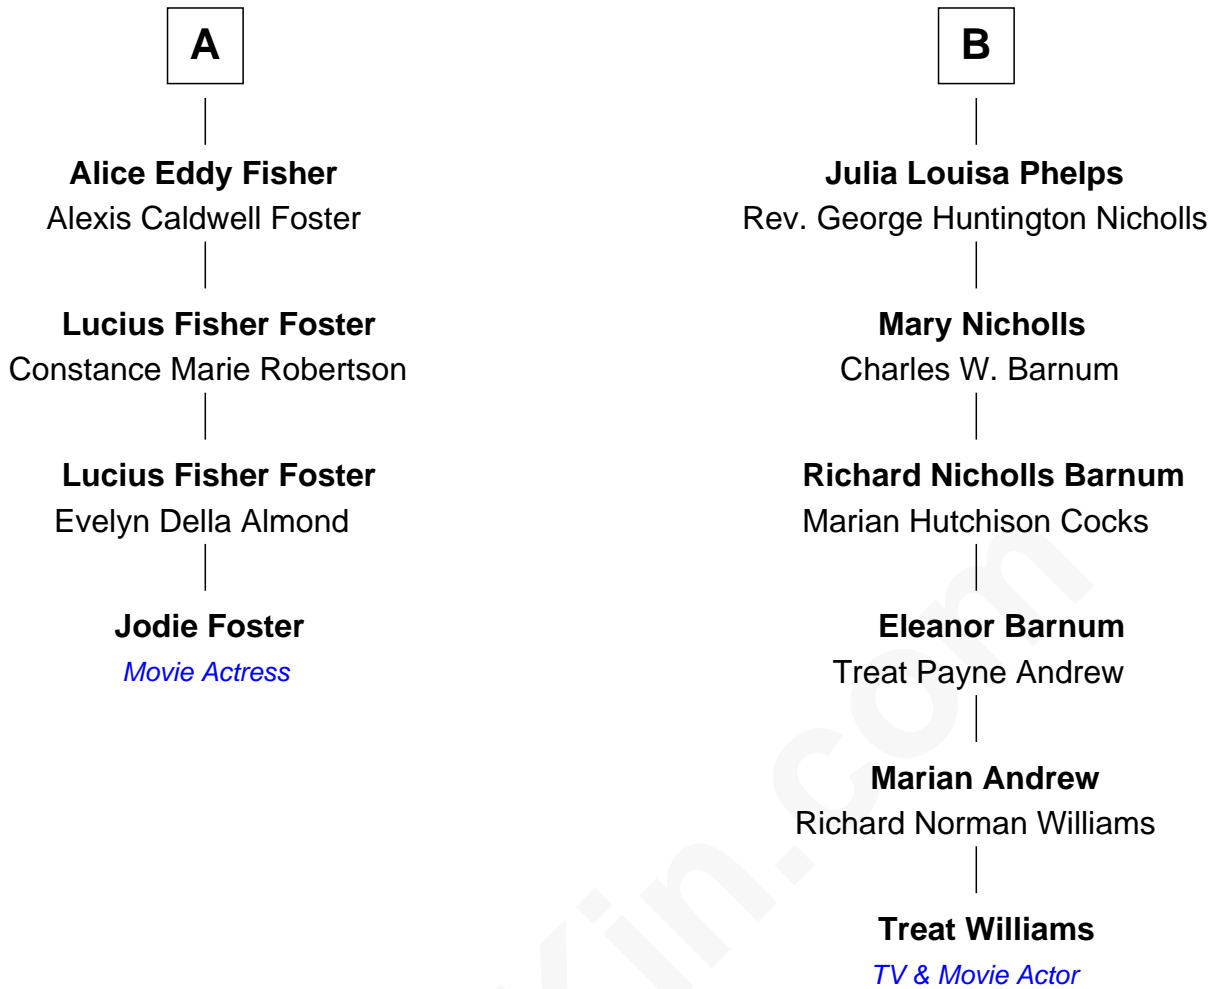 A
Alice Eddy Fisher
Alexis Caldwell Foster
Lucius Fisher Foster
Constance Marie Robertson
Lucius Fisher Foster
Evelyn Della Almond
Jodie Foster
Movie Actress
B
Julia Louisa Phelps
Rev. George Huntington Nicholls
Mary Nicholls
Charles W. Barnum
Richard Nicholls Barnum
Marian Hutchison Cocks
Eleanor Barnum
Treat Payne Andrew
Marian Andrew
Richard Norman Williams
Treat Williams
TV & Movie Actor
Kin.com